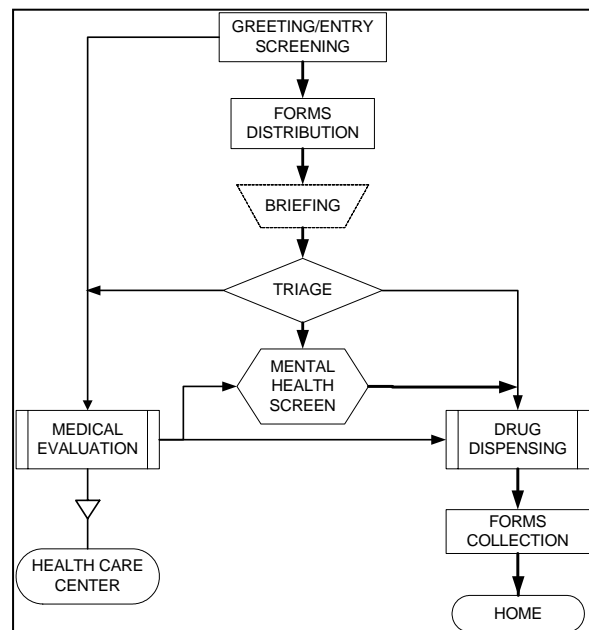 GREETING/ENTRY
SCREENING
FORMS
DISTRIBUTION
BRIEFING
TRIAGE
MENTAL
HEALTH
SCREEN
MEDICAL
EVALUATION
DRUG
DISPENSING
FORMS
COLLECTION
HEALTH CARE
CENTER
HOME